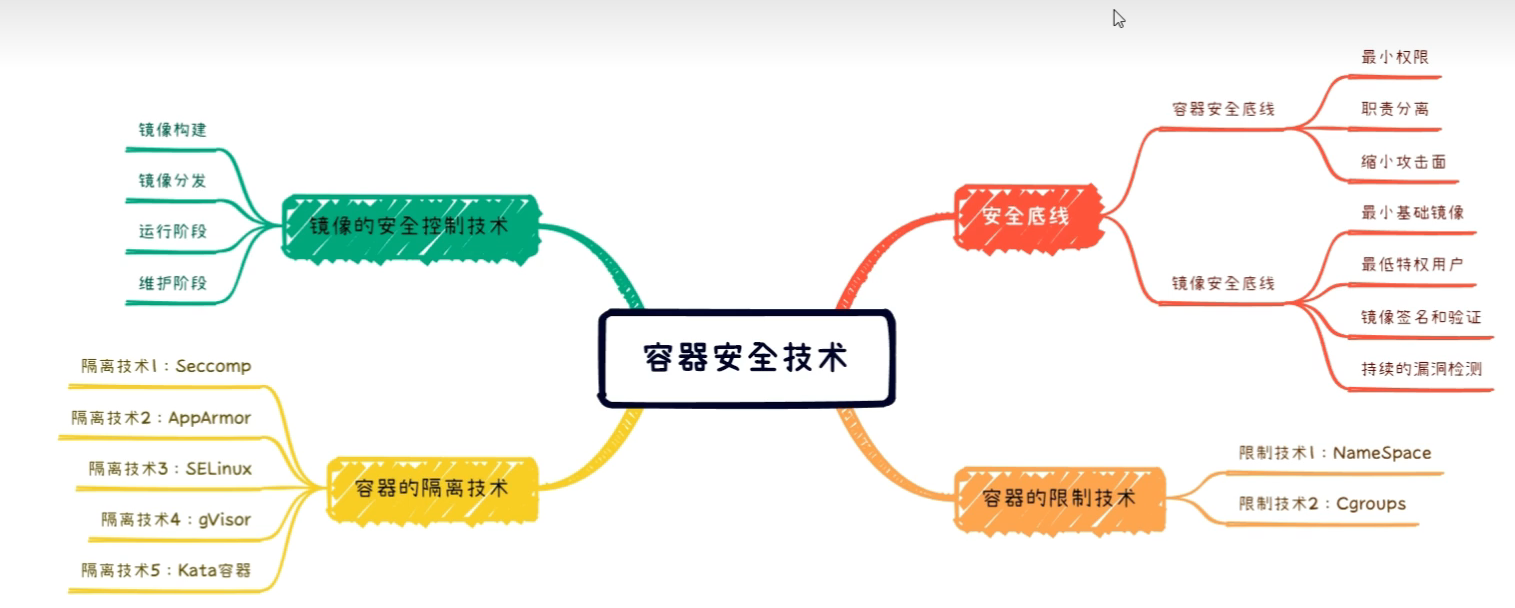 容器安全技术
镜像的安全控制技术
镜像构建
镜像分发
运行阶段
维护阶段
容器的隔离技术
隔离技术1：Seccomp
隔离技术2：AppArmor
隔离技术3：SELinux
隔离技术4：gVisor
隔离技术5：Kata容器
安全底线
容器安全底线
最小权限
职责分离
缩小攻击面
镜像安全底线
最小基础镜像
最低特权用户
镜像签名和验证
持续的漏洞检测
容器的限制技术
限制技术1：NameSpace
限制技术2：Cgroups